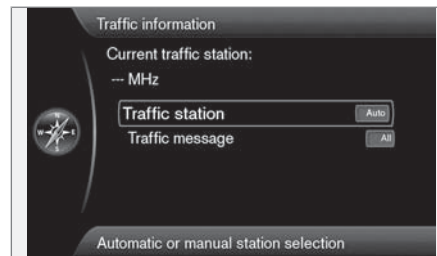 Traffic information
Current traffic station:
--- MHz
Traffic station Auto
Traffic message All
N
W E
S
Automatic or manual station selection